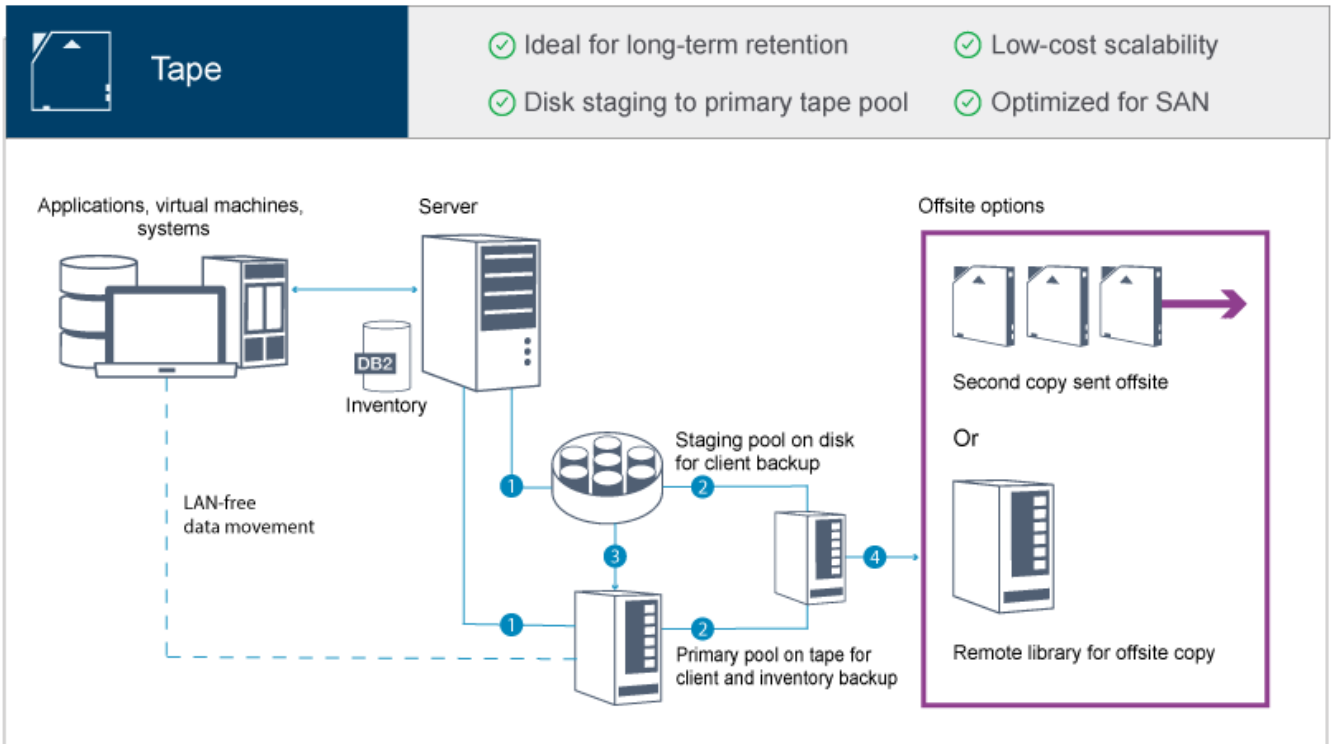 Tape
Ideal for long-term retention
Low-cost scalability
Disk staging to primary tape pool
Optimized for SAN
Applications, virtual machines,
systems
Server
Offsite options
DB2
Inventory
Second copy sent offsite
Or
Staging pool on disk
for client backup
1
2
LAN-free
data movement
3
4
1
2
Primary pool on tape for
client and inventory backup
Remote library for offsite copy